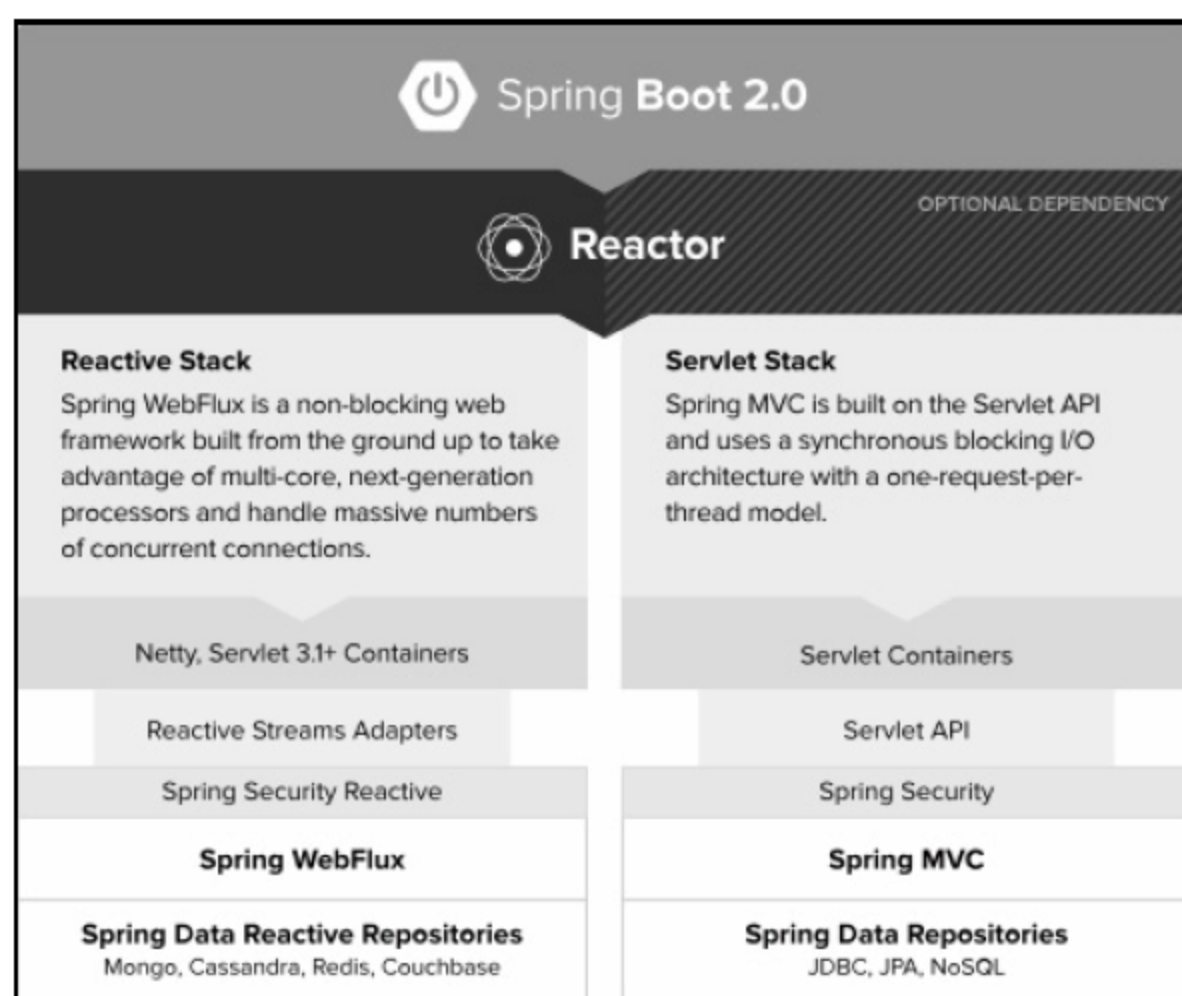 Spring Boot 2.0
OPTIONAL DEPENDENCY
Reactor
Reactive Stack
Spring WebFlux is a non-blocking web
framework built from the ground up to take
advantage of multi-core, next-generation
processors and handle massive numbers
of concurrent connections.
Netty, Servlet 3.1+ Containers
Reactive Streams Adapters
Spring Security Reactive
Spring WebFlux
Spring Data Reactive Repositories
Mongo, Cassandra, Redis, Couchbase
Servlet Stack
Spring MVC is built on the Servlet API
and uses a synchronous blocking I/O
architecture with a one-request-per-
thread model.
Servlet Containers
Servlet API
Spring Security
Spring MVC
Spring Data Repositories
JDBC, JPA, NoSQL